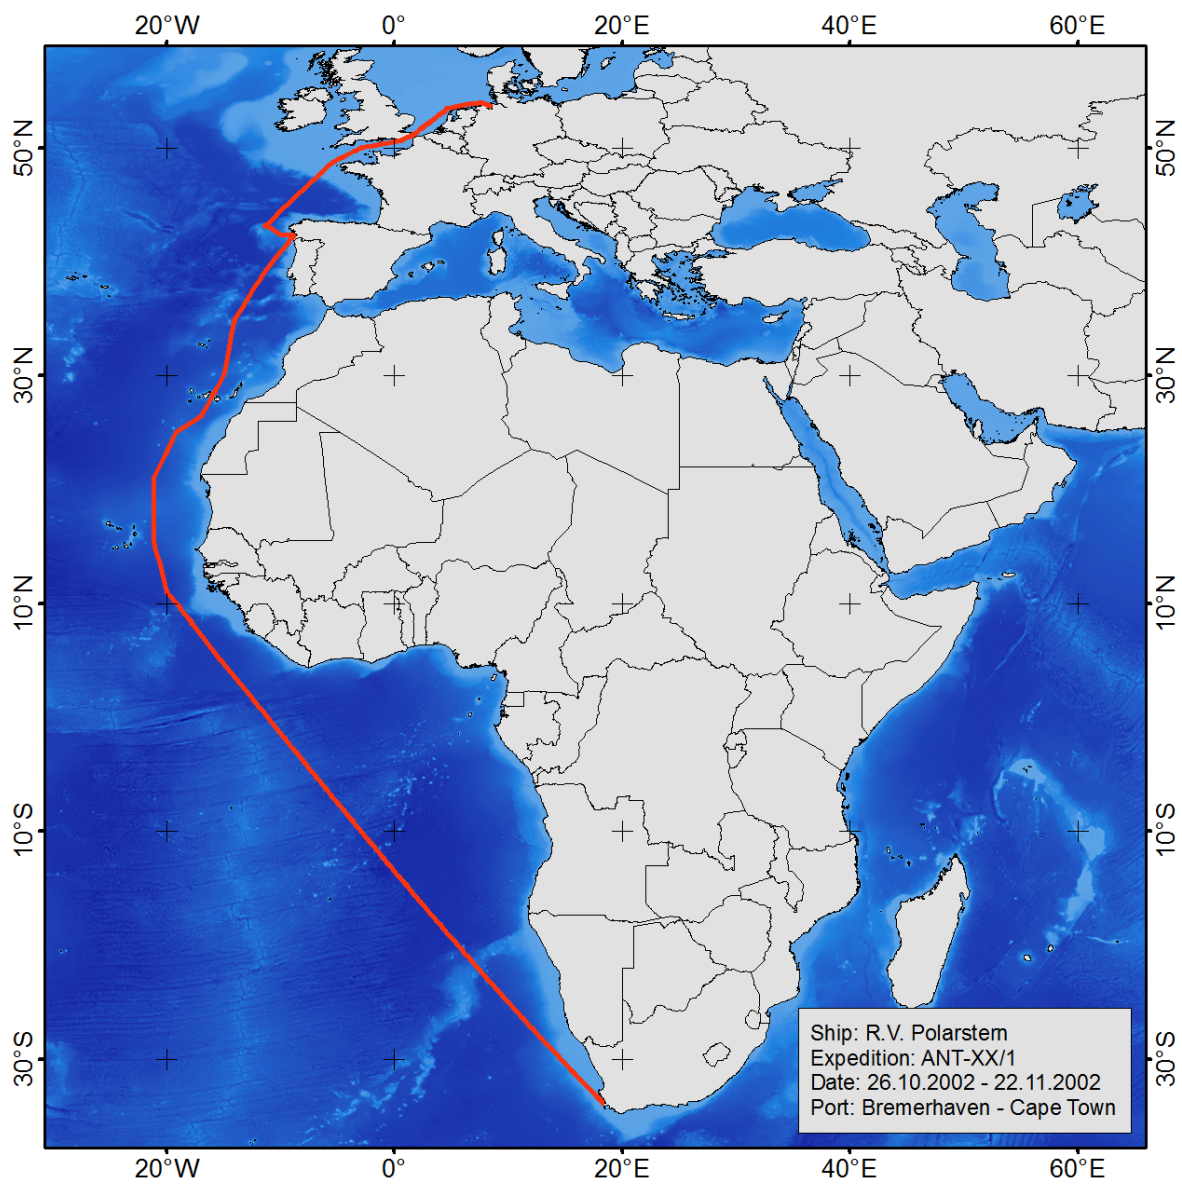 20°W 0° 20°E 40°E 60°E
50°N 50°N
30°N 30°N
10°N 10°N
10°S 10°S
30°S 30°S
Ship: R.V. Polarstern
Expedition: ANT-XX/1
Date: 26.10.2002 - 22.11.2002
Port: Bremerhaven - Cape Town
20°W 0° 20°E 40°E 60°E